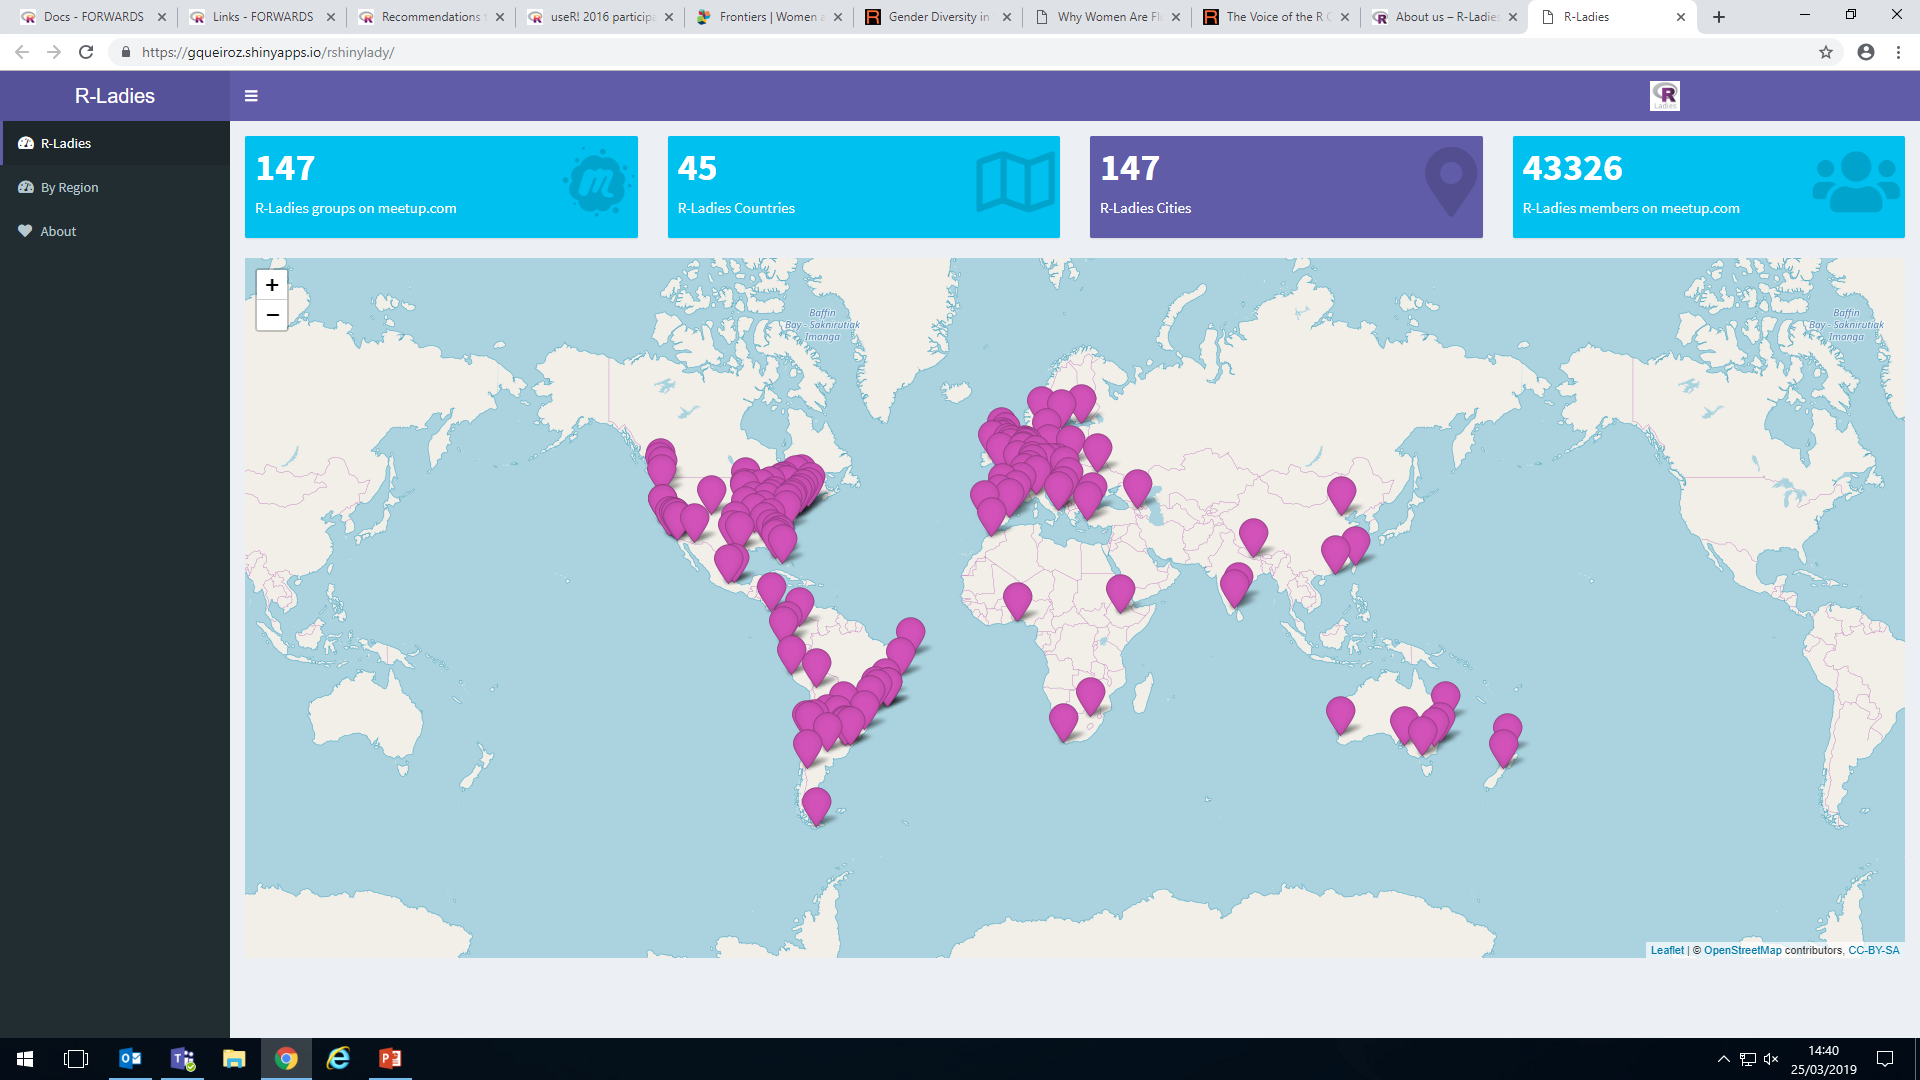 Docs - FORWARDS
Links - FORWARDS
Recommendations
useR! 2016 participa
Frontiers | Women
Gender Diversity in
Why Women Are Fl
The Voice of the R
About us – R-Ladies
R-Ladies
https://gqueiroz.shinyapps.io/rshinylady/
R-Ladies
R
Ladies
R-Ladies
By Region
About
147
R-Ladies groups on meetup.com
45
R-Ladies Countries
147
R-Ladies Cities
43326
R-Ladies members on meetup.com
+
−
Baffin
Bay - Saknirutiak
Imanga
Baffin
Bay - Saknirutiak
Imanga
Leaflet | © OpenStreetMap contributors, CC-BY-SA
14:40
25/03/2019